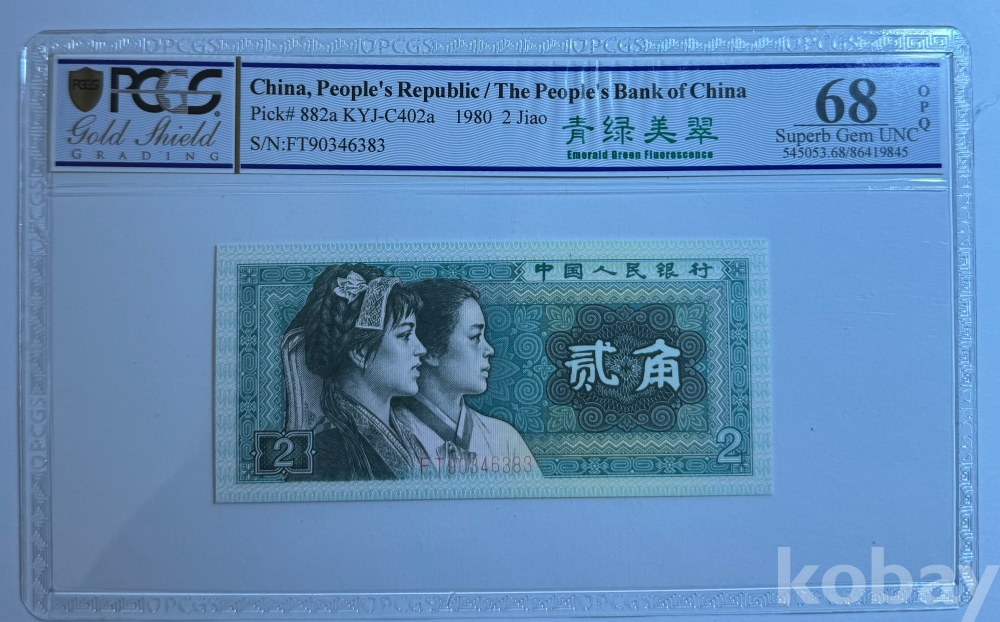 PCGS
Gold Shield
GRADING
China, People's Republic / The People's Bank of China
Pick# 882a KYJ-C402a 1980 2 Jiao
S/N:FT90346383
青绿美翠
Emerald Green Fluorescence
68
Superb Gem UNC
545053.68/86419845
OPQ
中国人民银行
贰角
2
2
FT90346383
kobay